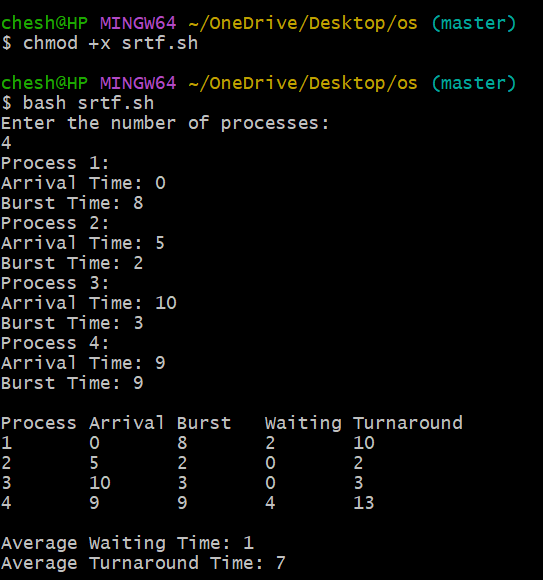 chesh@HP MINGW64 ~/OneDrive/Desktop/os (master)
$ chmod +x srtf.sh
chesh@HP MINGW64 ~/OneDrive/Desktop/os (master)
$ bash srtf.sh
Enter the number of processes:
4
Process 1:
Arrival Time: 0
Burst Time: 8
Process 2:
Arrival Time: 5
Burst Time: 2
Process 3:
Arrival Time: 10
Burst Time: 3
Process 4:
Arrival Time: 9
Burst Time: 9
Process Arrival Burst Waiting Turnaround
1 0 8 2 10
2 5 2 0 2
3 10 3 0 3
4 9 9 4 13
Average Waiting Time: 1
Average Turnaround Time: 7